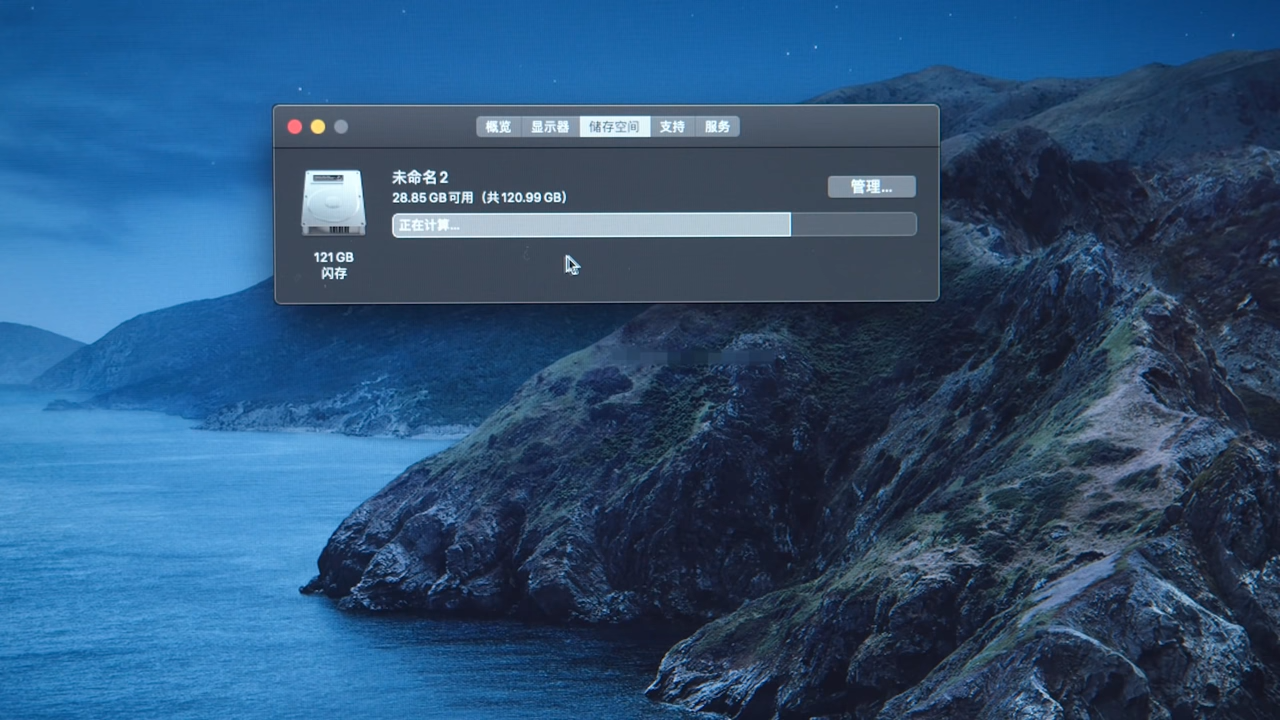 概览 显示器 储存空间 支持 服务
未命名 2
28.85 GB 可用（共 120.99 GB）
管理...
正在计算...
121 GB
闪存